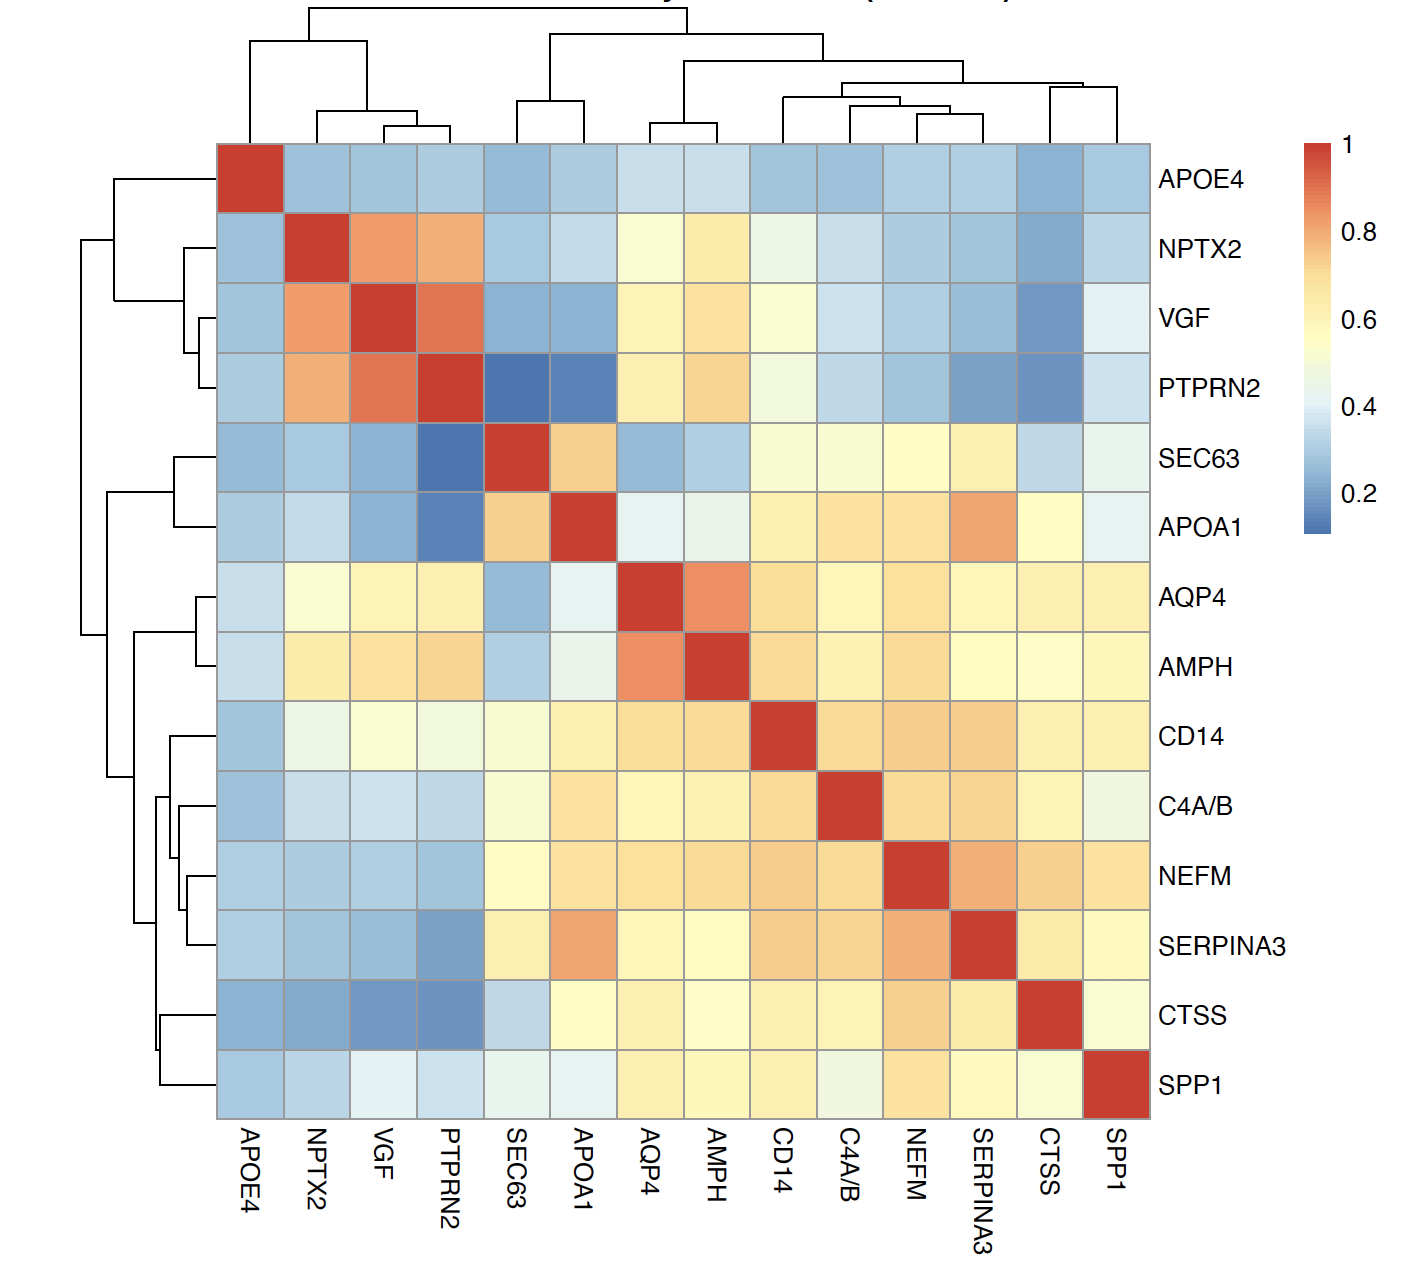 1
0.8
0.6
0.4
0.2
APOE4
NPTX2
VGF
PTPRN2
SEC63
APOA1
AQP4
AMPH
CD14
C4A/B
NEFM
SERPINA3
CTSS
SPP1
APOE4
NPTX2
VGF
PTPRN2
SEC63
APOA1
AQP4
AMPH
CD14
C4A/B
NEFM
SERPINA3
CTSS
SPP1